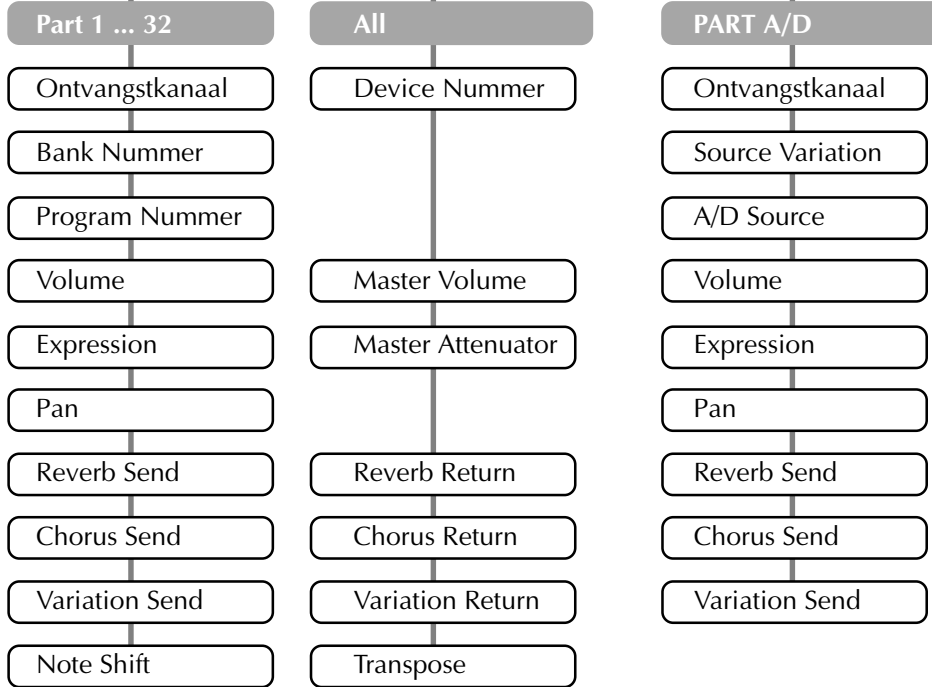 Part 1 ... 32
Ontvangstkanaal
Bank Nummer
Program Nummer
Volume
Expression
Pan
Reverb Send
Chorus Send
Variation Send
Note Shift
All
Device Nummer
Master Volume
Master Attenuator
Reverb Return
Chorus Return
Variation Return
Transpose
PART A/D
Ontvangstkanaal
Source Variation
A/D Source
Volume
Expression
Pan
Reverb Send
Chorus Send
Variation Send